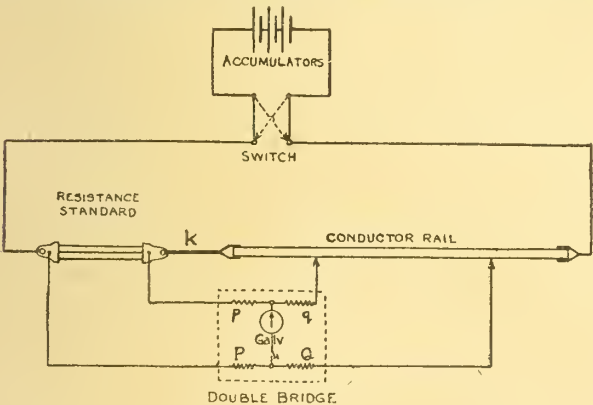 ACCUMULATORS
SWITCH
RESISTANCE
STANDARD
K
CONDUCTOR RAIL
p q
Galv
P Q
DOUBLE BRIDGE